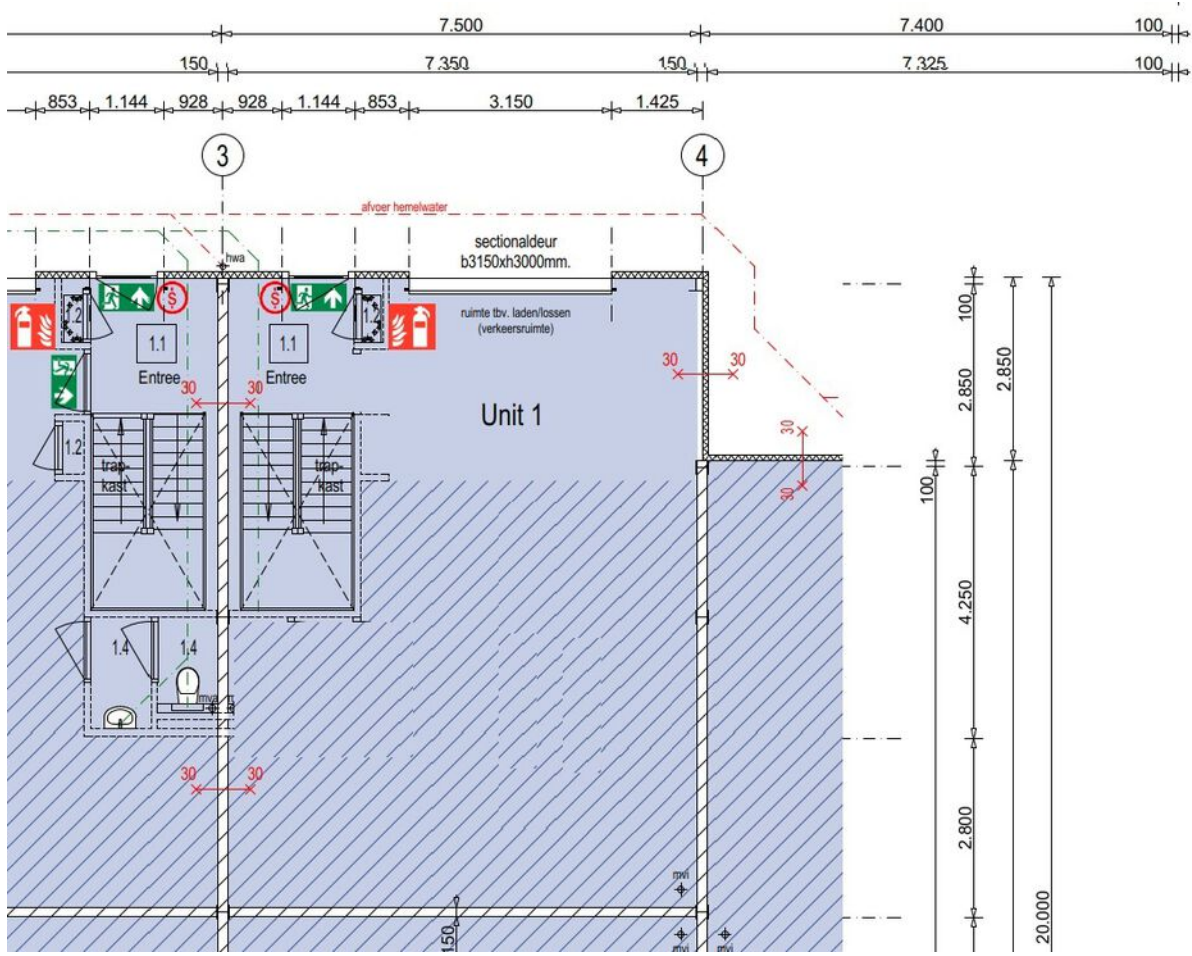 7.500 7.400 100
150 7.350 150 7.325 100
853 1.144 928 928 1.144 853 3.150 1.425
3 4
afvoer hemelwater
sectionaldeur
b3150xh3000mm.
hwa
ruimte tbv. laden/lossen
(verkeersruimte)
1.2 1.1 1.1 1.2
Entree Entree
30 30
30 30
Unit 1
30
30
1.2
trap-
kast
trap-
kast
1.4 1.4
mva
30 30
mvi
mvi mvi
150
100
2.850
2.850
100
4.250
2.800
20.000